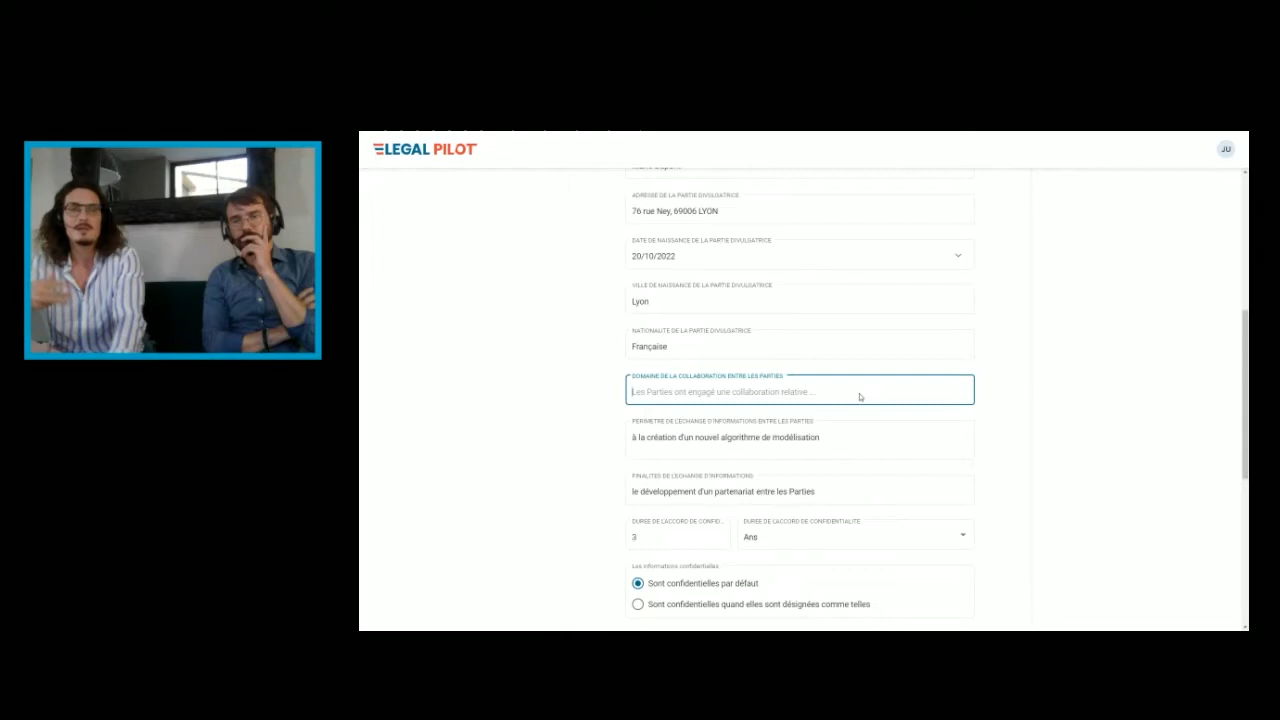 LEGAL PILOT
JU
ADRESSE DE LA PARTIE DIVULGATRICE
76 rue Ney, 69006 LYON
DATE DE NAISSANCE DE LA PARTIE DIVULGATRICE
20/10/2022
VILLE DE NAISSANCE DE LA PARTIE DIVULGATRICE
Lyon
NATIONALITE DE LA PARTIE DIVULGATRICE
Française
DOMAINE DE LA COLLABORATION ENTRE LES PARTIES
Les Parties ont engagé une collaboration relative ...
PERIMETRE DE L'ECHANGE D'INFORMATIONS ENTRE LES PARTIES
à la création d'un nouvel algorithme de modélisation
FINALITES DE L'ECHANGE D'INFORMATIONS
le développement d'un partenariat entre les Parties
DUREE DE L'ACCORD DE CONFID... DUREE DE L'ACCORD DE CONFIDENTIALITE
3 Ans
Les informations confidentielles
Sont confidentielles par défaut
Sont confidentielles quand elles sont désignées comme telles